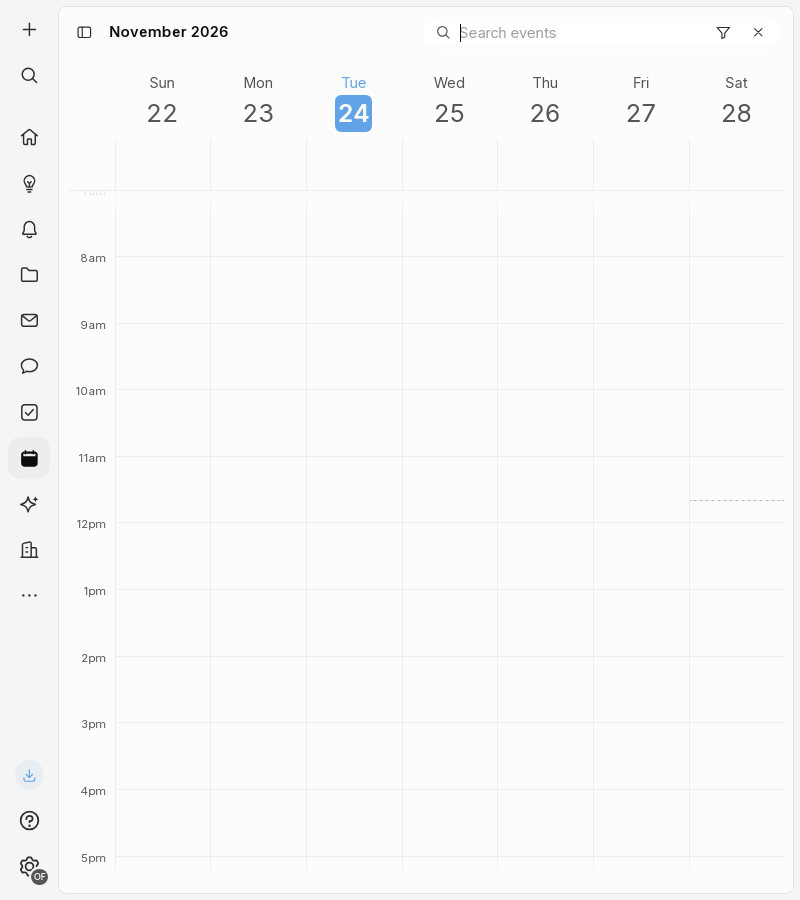 November 2026
Search events
Sun Mon Tue Wed Thu Fri Sat
22 23 24 25 26 27 28
8am
9am
10am
11am
12pm
1pm
2pm
3pm
4pm
5pm
OF